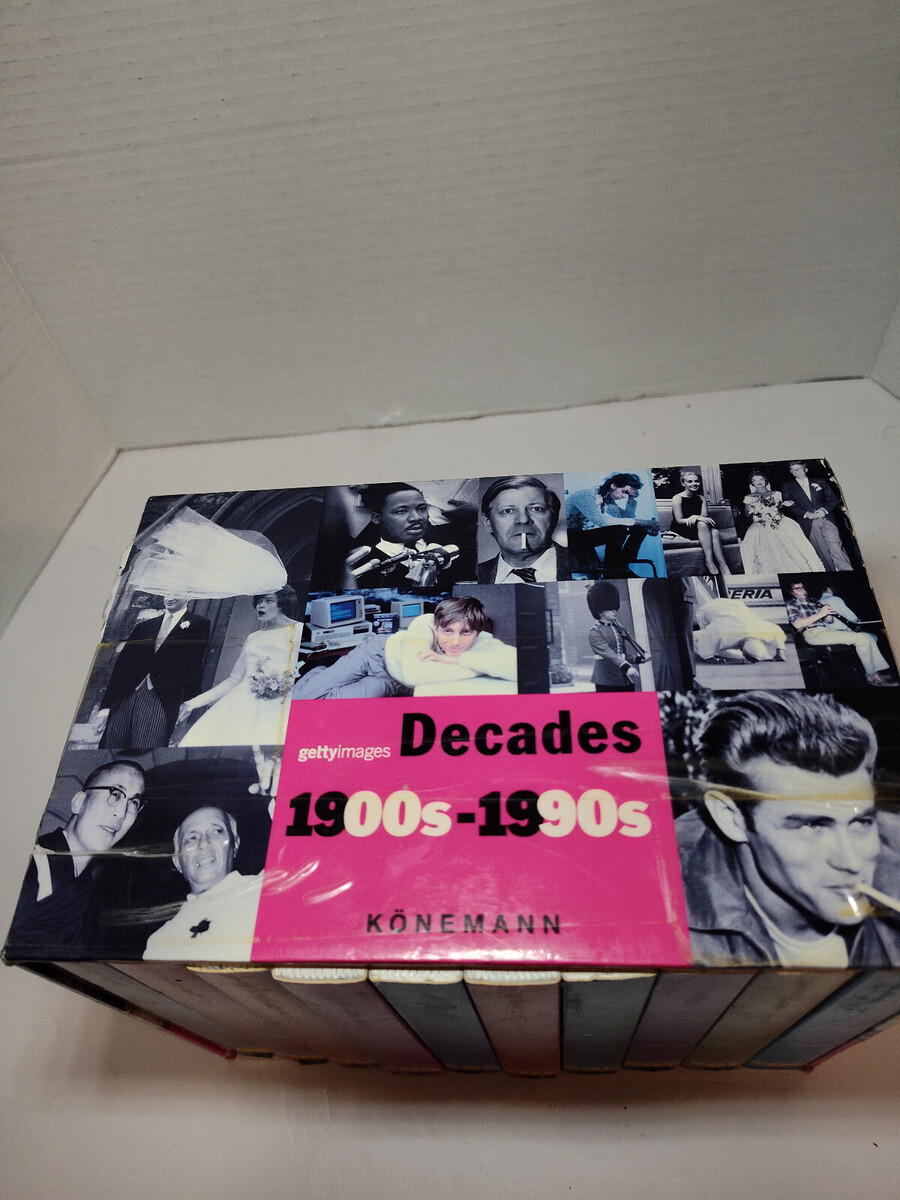 ERIA
gettyimages Decades
1900s-1990s
KÖNEMANN